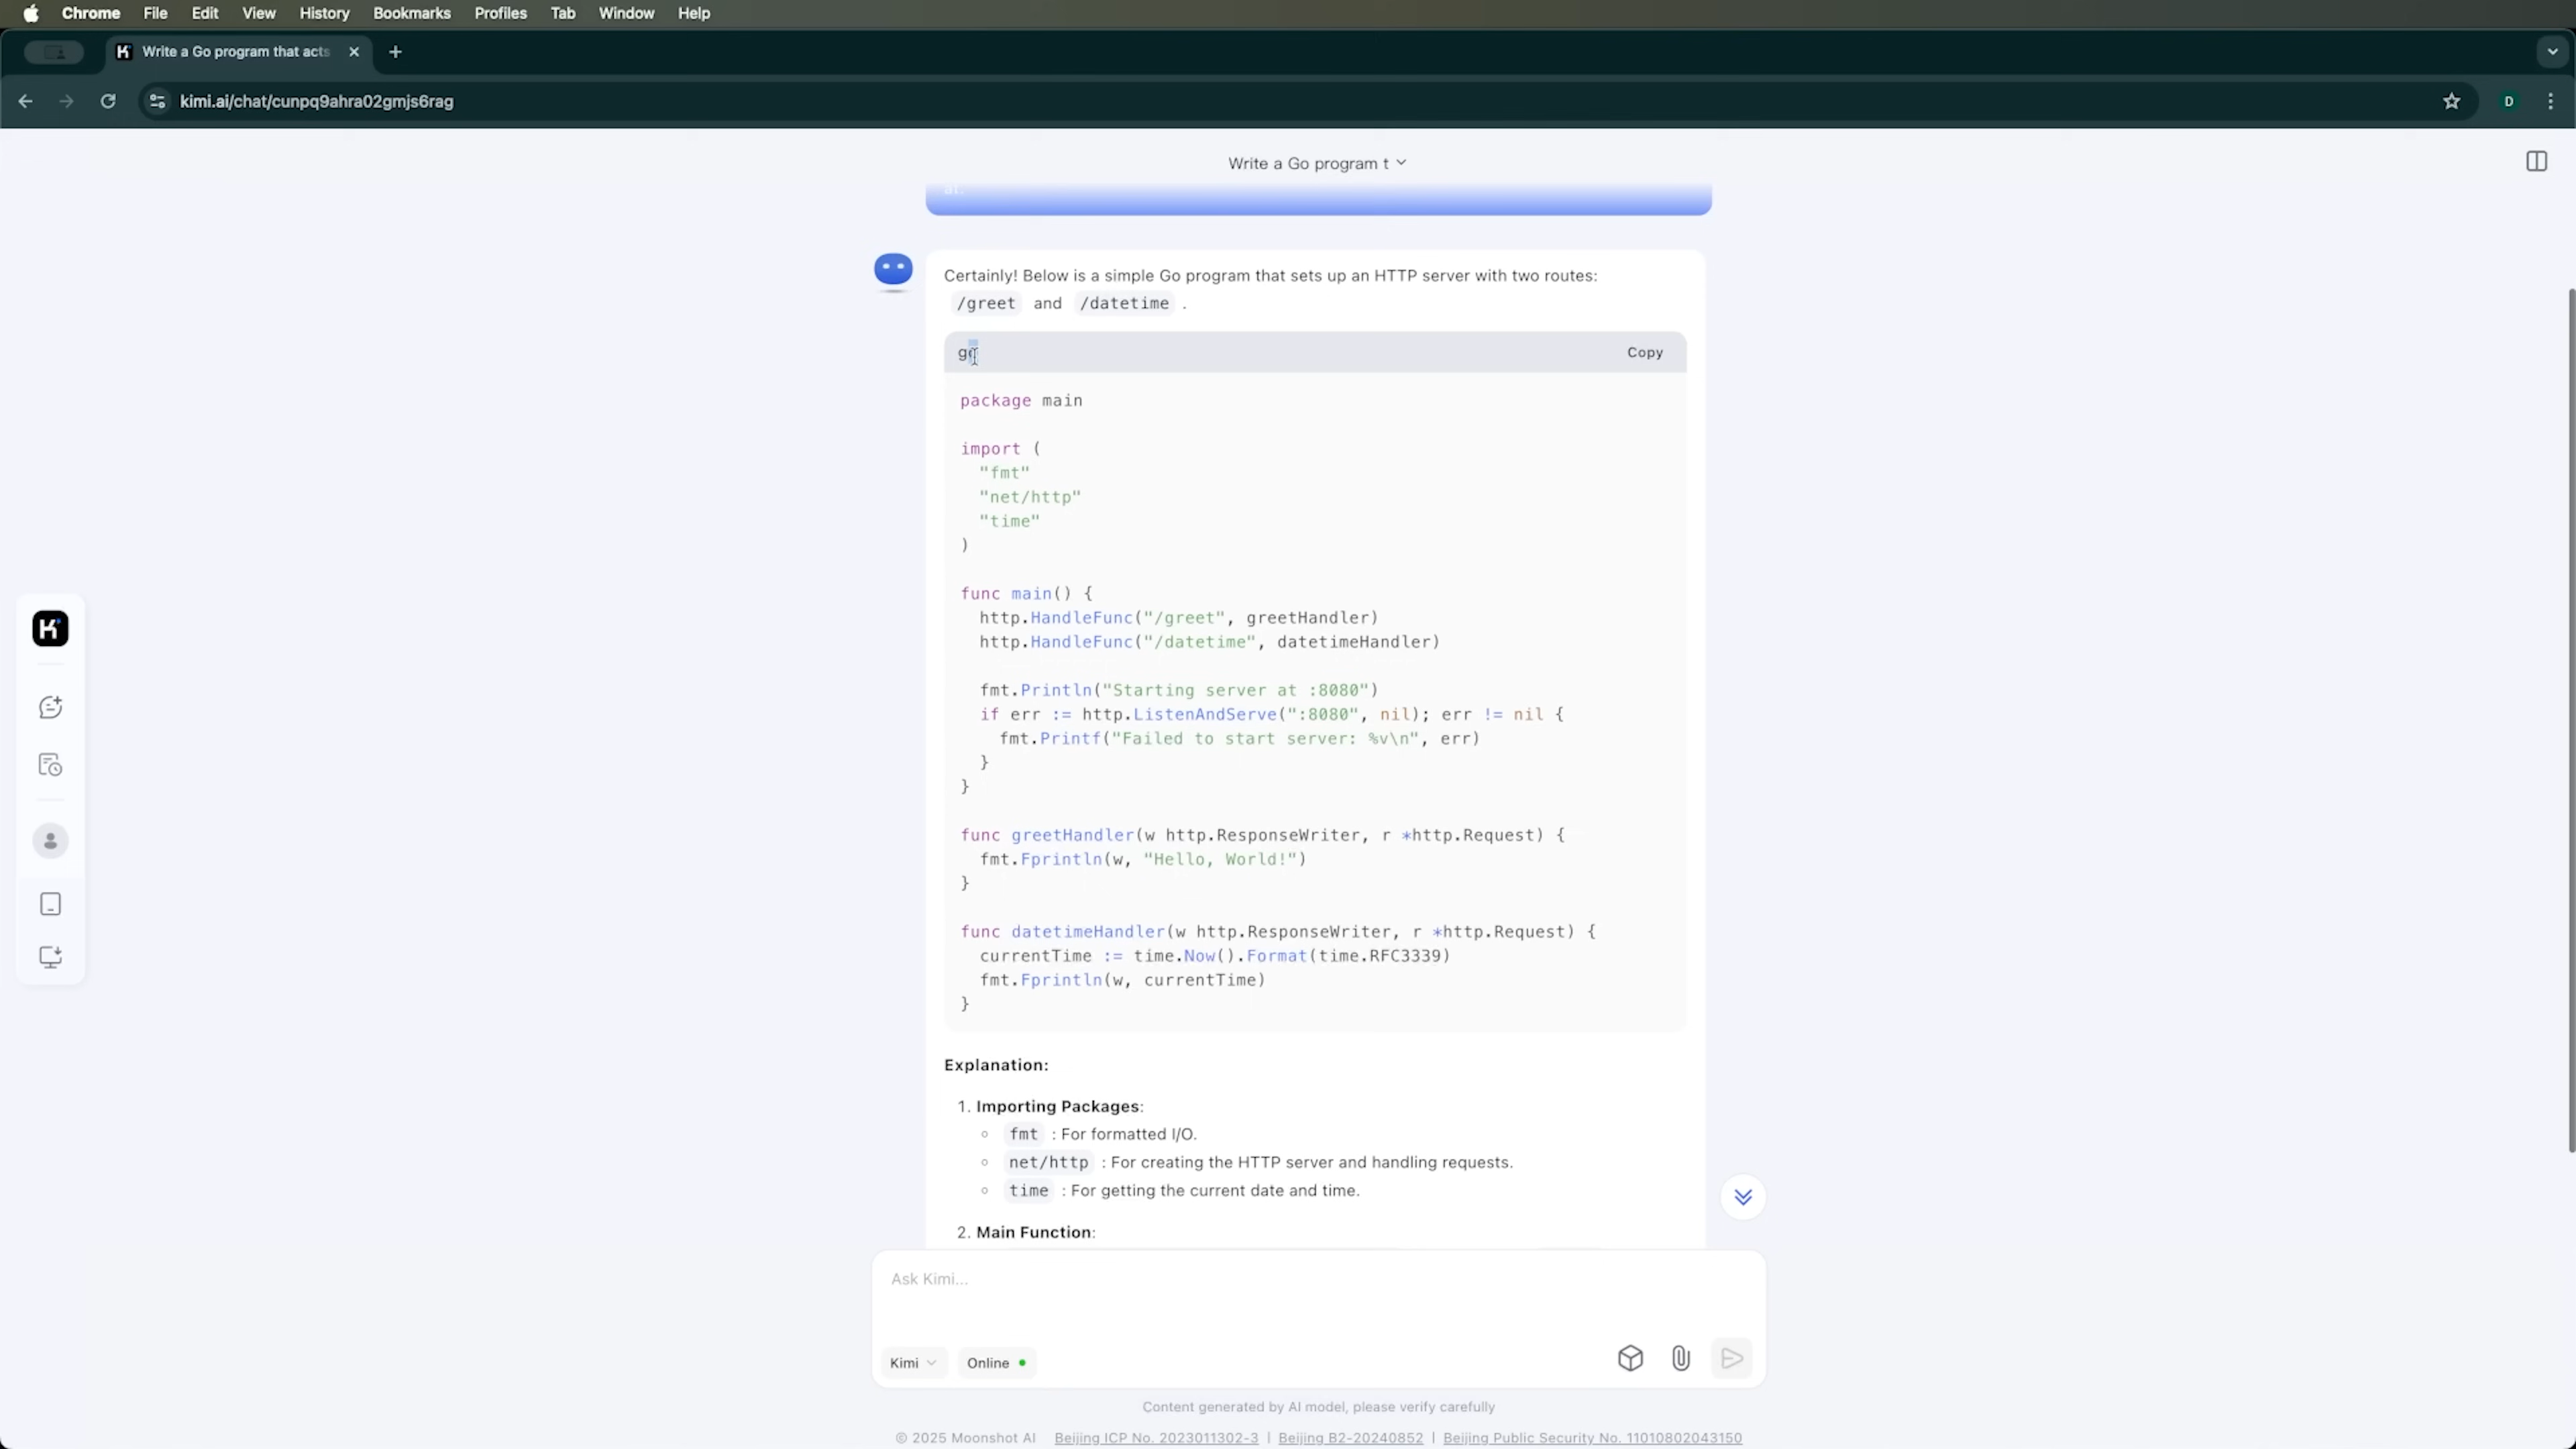 Chrome File Edit View History Bookmarks Profiles Tab Window Help
Write a Go program that acts
kimi.ai/chat/cunpq9ahra02gmjs6rag
D
Write a Go program t
Certainly! Below is a simple Go program that sets up an HTTP server with two routes:
/greet and /datetime .
go
Copy
package main
import (
"fmt"
"net/http"
"time"
)
func main() {
http.HandleFunc("/greet", greetHandler)
http.HandleFunc("/datetime", datetimeHandler)
fmt.Println("Starting server at :8080")
if err := http.ListenAndServe(":8080", nil); err != nil {
fmt.Printf("Failed to start server: %v\n", err)
}
}
func greetHandler(w http.ResponseWriter, r *http.Request) {
fmt.Fprintln(w, "Hello, World!")
}
func datetimeHandler(w http.ResponseWriter, r *http.Request) {
currentTime := time.Now().Format(time.RFC3339)
fmt.Fprintln(w, currentTime)
}
Explanation:
1. Importing Packages:
fmt : For formatted I/O.
net/http : For creating the HTTP server and handling requests.
time : For getting the current date and time.
2. Main Function:
Ask Kimi...
Kimi Online
Content generated by AI model, please verify carefully
© 2025 Moonshot AI Beijing ICP No. 2023011302-3 | Beijing B2-20240852 | Beijing Public Security No. 11010802043150